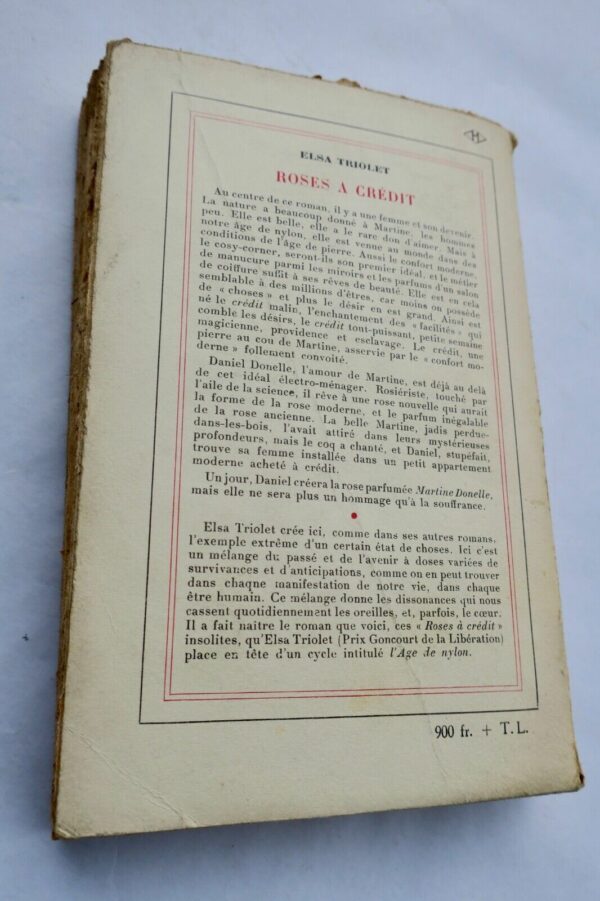 ELSA TRIOLET
ROSES A CRÉDIT
Au centre de ce roman, il y a une femme et son devenir.
La nature a beaucoup donné à Martine, les hommes
peu. Elle est belle, elle a le rare don d'aimer. Mais à
notre âge de nylon, elle est venue au monde dans des
conditions de l'âge de pierre. Aussi le confort moderne,
le cosy-corner, seront-ils son premier idéal, et le métier
de manucure parmi les miroirs et les parfums d'un salon
de coiffure suffit à ses rêves de beauté. Elle est en cela
semblable à des millions d'êtres, car moins on possède
de « choses » et plus le désir en est grand. Ainsi est
né le crédit malin, l'enchantement des « facilités » qui
comble les désirs, le crédit tout-puissant, petite semaine
magicienne, providence et esclavage. Le crédit, une
pierre au cou de Martine, asservie par le « confort mo-
derne » follement convoité.
Daniel Donelle, l'amour de Martine, est déjà au delà
de cet idéal électro-ménager. Rosiériste, touché par
l'aile de la science, il rêve à une rose nouvelle qui aurait
la forme de la rose moderne, et le parfum inégalable
de la rose ancienne. La belle Martine, jadis perdue-
dans-les-bois, l'avait attiré dans leurs mystérieuses
profondeurs, mais le coq a chanté, et Daniel, stupéfait,
trouve sa femme installée dans un petit appartement
moderne acheté à crédit.
Un jour, Daniel créera la rose parfumée Martine Donelle,
mais elle ne sera plus un hommage qu'à la souffrance.
Elsa Triolet crée ici, comme dans ses autres romans,
l'exemple extrême d'un certain état de choses. Ici c'est
un mélange du passé et de l'avenir à doses variées de
survivances et d'anticipations, comme on en peut trouver
dans chaque manifestation de notre vie, dans chaque
être humain. Ce mélange donne les dissonances qui nous
cassent quotidiennement les oreilles, et, parfois, le cœur.
Il a fait naître le roman que voici, ces « Roses à crédit »
insolites, qu'Elsa Triolet (Prix Goncourt de la Libération)
place en tête d'un cycle intitulé l'Age de nylon.
900 fr. + T. L.